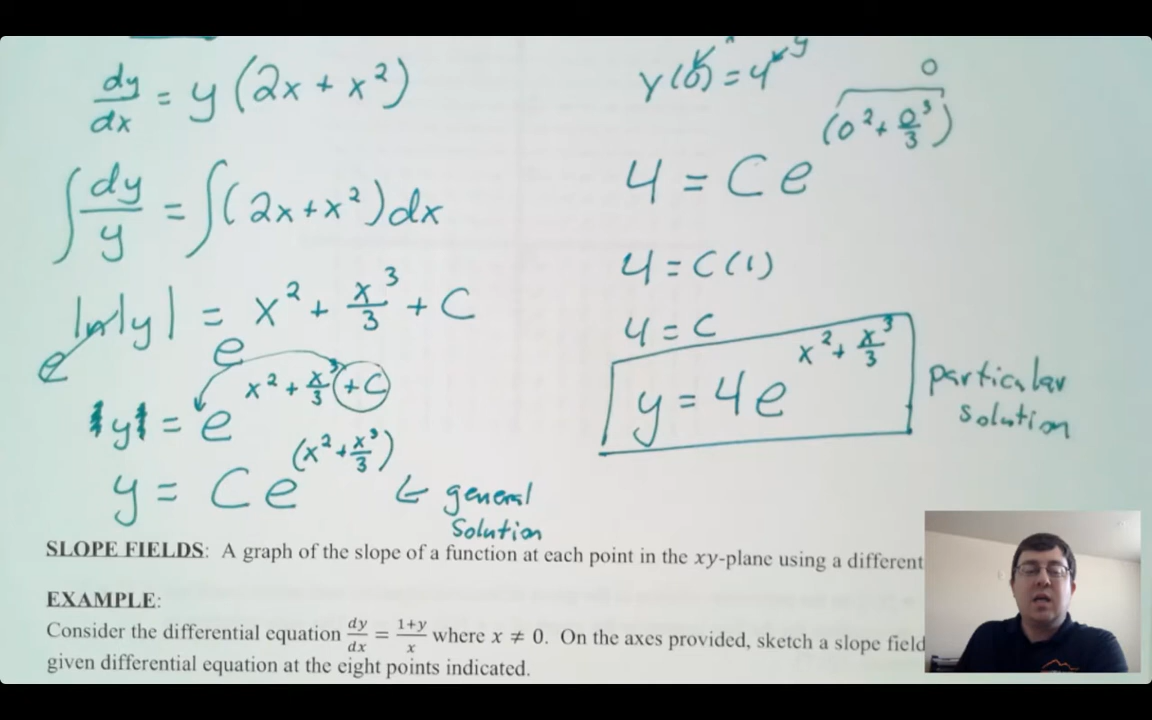 dy/dx = y (2x + x²)
∫ dy/y = ∫ (2x + x²) dx
ln|y| = x² + x³/3 + C
e e
|y| = e^(x² + x³/3 + C)
y = Ce^(x² + x³/3) ← general
solution
y(0) = 4
x y
0
4 = Ce^(0² + 0³/3)
4 = C(1)
4 = C
y = 4e^(x² + x³/3)
particular
solution
SLOPE FIELDS: A graph of the slope of a function at each point in the xy-plane using a different
EXAMPLE:
Consider the differential equation dy/dx = 1+y/x where x ≠ 0. On the axes provided, sketch a slope field
given differential equation at the eight points indicated.